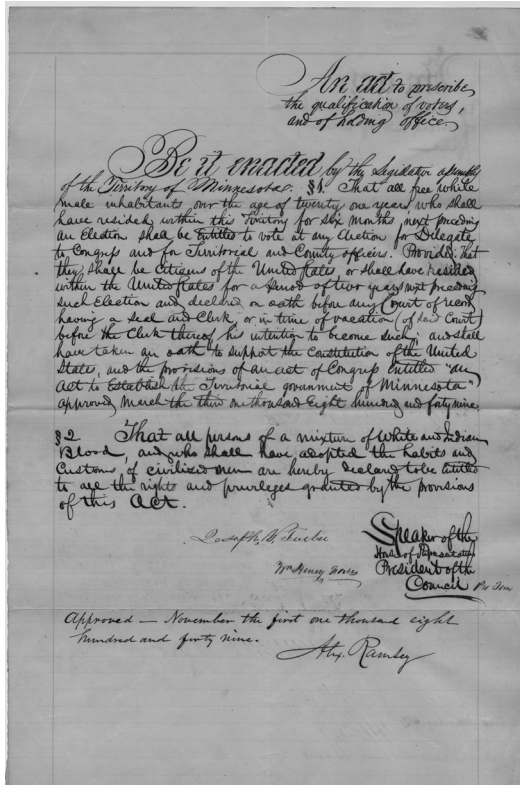 An act to prescribe
the qualification of voters,
and of holding office.
Be it enacted by the Legislative assembly
of the Territory of Minnesota: §1. That all free white
male inhabitants over the age of twenty one years who shall
have resided within this Territory for six months next preceding
an Election shall be Entitled to vote at any Election for Delegate
to Congress and for Territorial and County officers. Provided: that
they shall be Citizens of the United States, or shall have resided
within the United States for a period of two years next preceding
such Election and declared on oath before any Court of record
having a seal and Clerk, or in time of vacation (of said Court)
before the Clerk thereof his intention to become such; and shall
have taken an oath to support the Constitution of the United
States, and the provisions of an act of Congress entitled "An
Act to Establish the Territorial government of Minnesota"
approved March the third one thousand Eight hundred and forty nine.
§2 That all persons of a mixture of White and Indian
Blood, and who shall have adopted the habits and
Customs of civilized men are hereby declared to be Entitled
to all the rights and privileges granted by the provisions
of this Act.
Joseph W. Furber
Speaker of the
House of Representatives
Wm Henry Forbes
President of the
Council Pro Tem
Approved — November the first one thousand eight
hundred and forty nine.
Alex. Ramsey